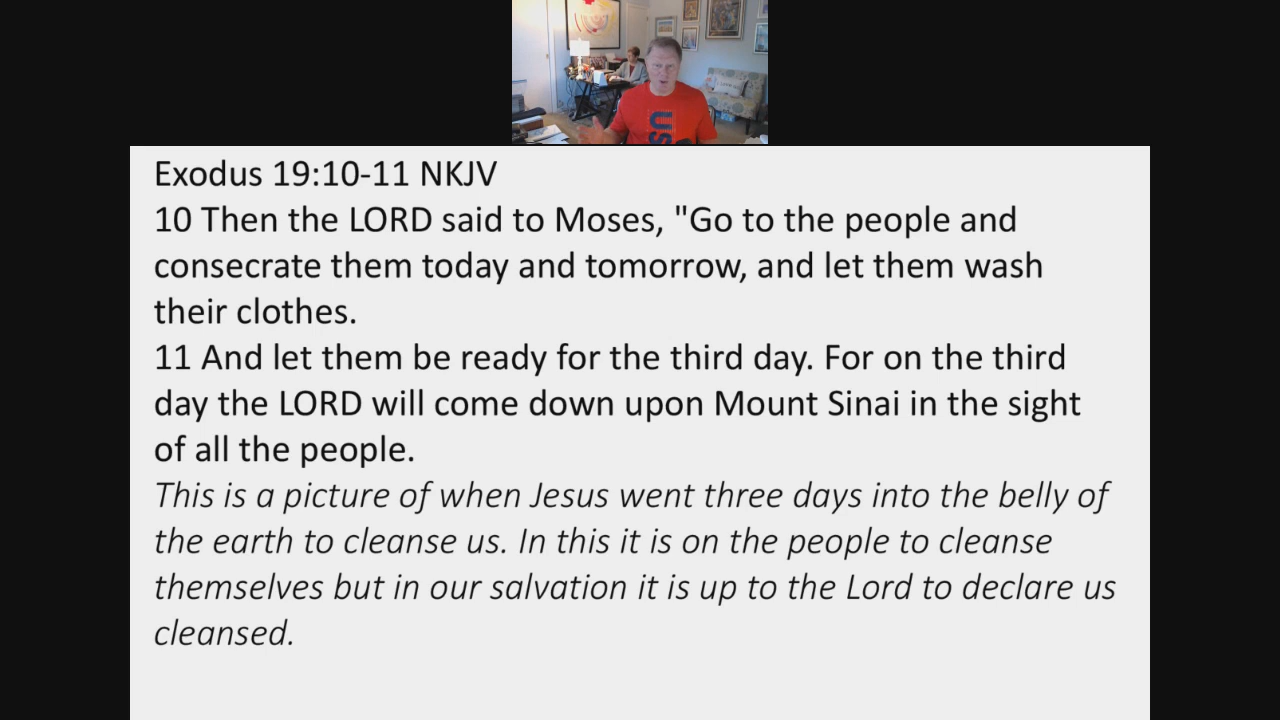 usn
Exodus 19:10-11 NKJV
10 Then the LORD said to Moses, "Go to the people and
consecrate them today and tomorrow, and let them wash
their clothes.
11 And let them be ready for the third day. For on the third
day the LORD will come down upon Mount Sinai in the sight
of all the people.
This is a picture of when Jesus went three days into the belly of
the earth to cleanse us. In this it is on the people to cleanse
themselves but in our salvation it is up to the Lord to declare us
cleansed.